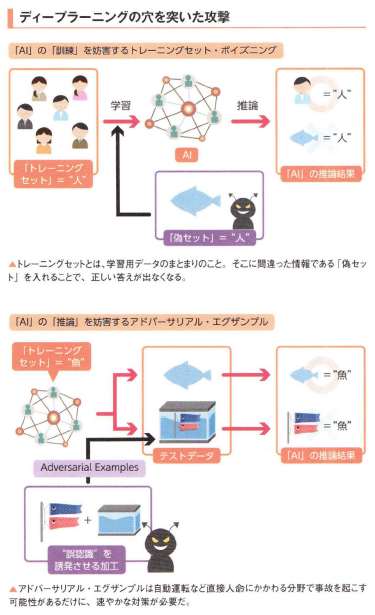 ディープラーニングの穴を突いた攻撃
「AI」の「訓練」を妨害するトレーニングセット・ポイズニング
学習
推論
＝“人”
＝“人”
「トレーニング
セット」＝“人”
AI
「AI」の推論結果
「偽セット」＝“人”
▲トレーニングセットとは、学習用データのまとまりのこと。そこに間違った情報である「偽セッ
ト」を入れることで、正しい答えが出なくなる。
「AI」の「推論」を妨害するアドバーサリアル・エグザンプル
「トレーニング
セット」＝“魚”
＝“魚”
＝“魚”
テストデータ
「AI」の推論結果
Adversarial Examples
＋
“誤認識”を
誘発させる加工
▲アドバーサリアル・エグザンプルは自動運転など直接人命にかかわる分野で事故を起こす
可能性があるだけに、速やかな対策が必要だ。